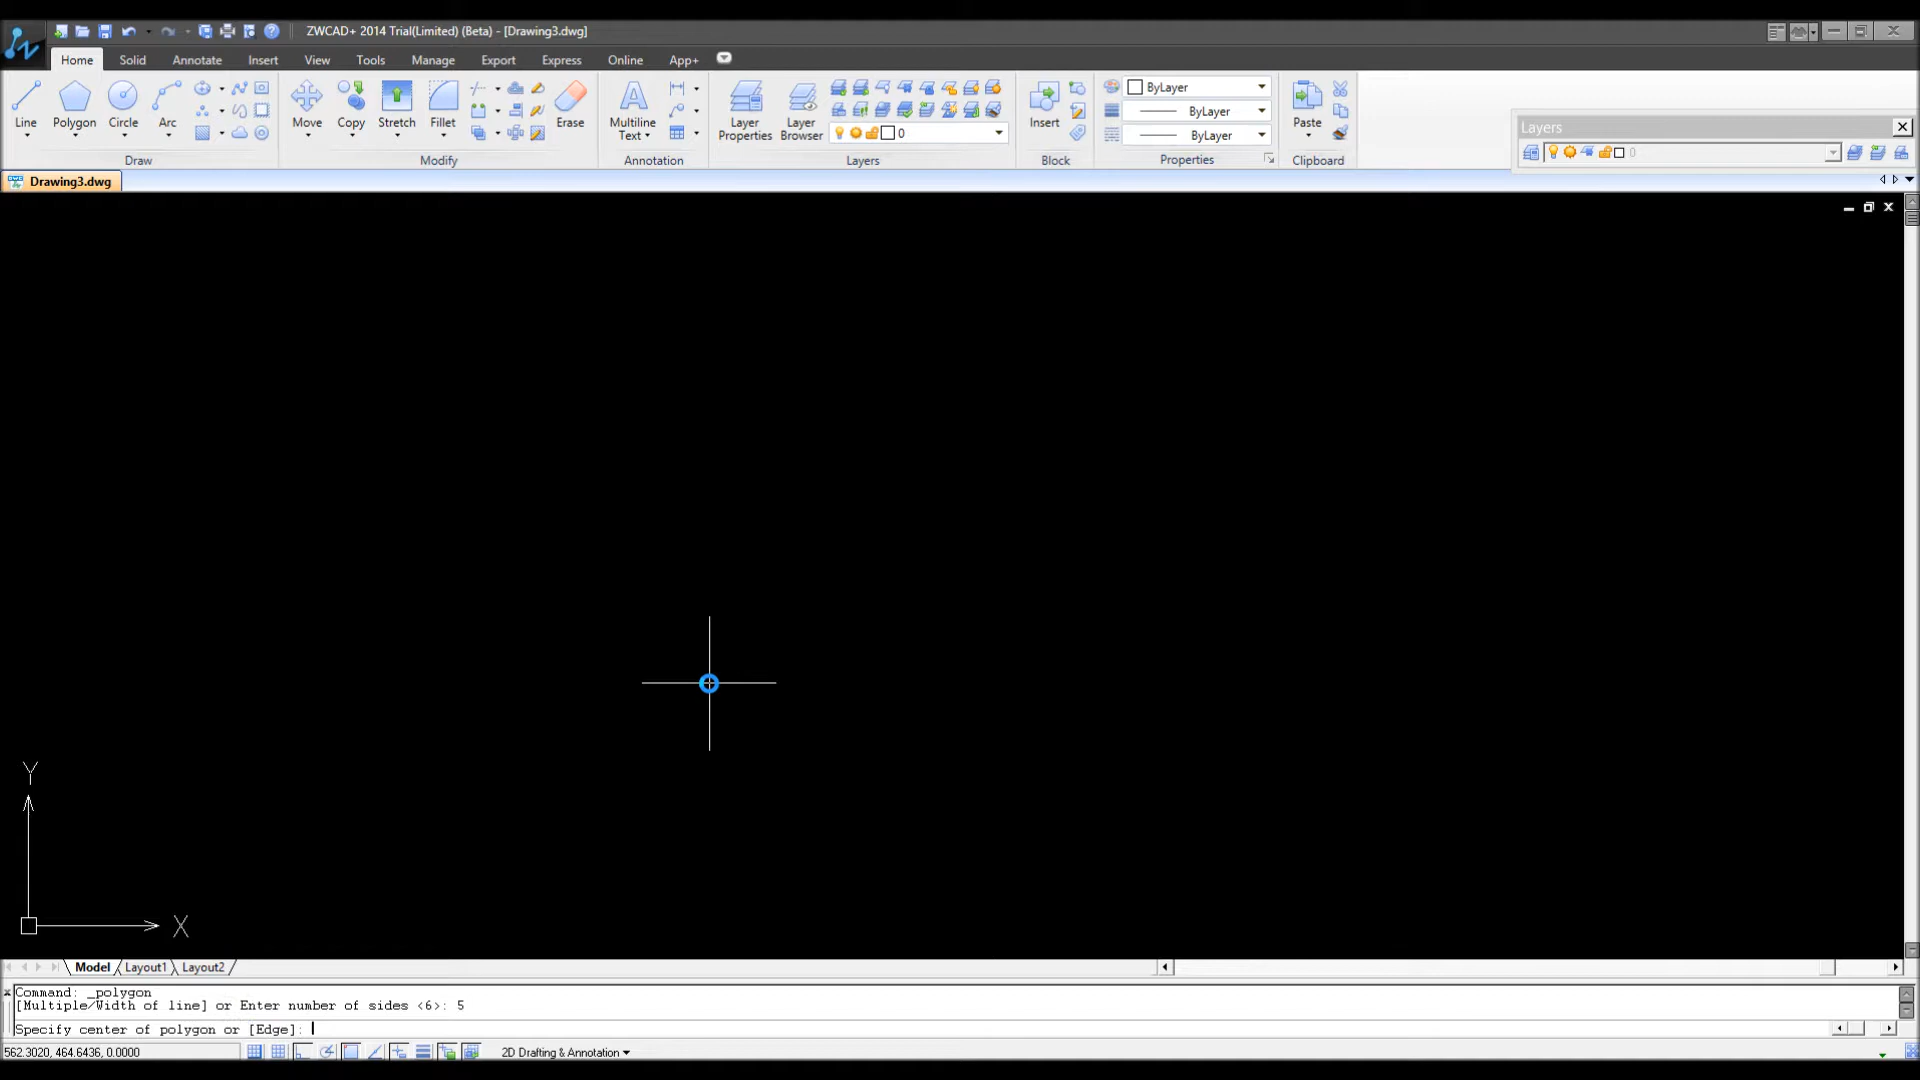 ZWCAD+ 2014 Trial(Limited) (Beta) - [Drawing3.dwg]
Home Solid Annotate Insert View Tools Manage Export Express Online App+
Line Polygon Circle Arc
Draw
Move Copy Stretch Fillet Erase
Modify
Multiline Text
Annotation
Layer Properties
Layer Browser
0
Layers
Insert
Block
ByLayer
ByLayer
ByLayer
Properties
Paste
Clipboard
Layers
0
Drawing3.dwg
Y
X
Model Layout1 Layout2
Command: _polygon
[Multiple/Width of line] or Enter number of sides <6>: 5
Specify center of polygon or [Edge]:
562.3020, 464.6436, 0.0000
2D Drafting & Annotation